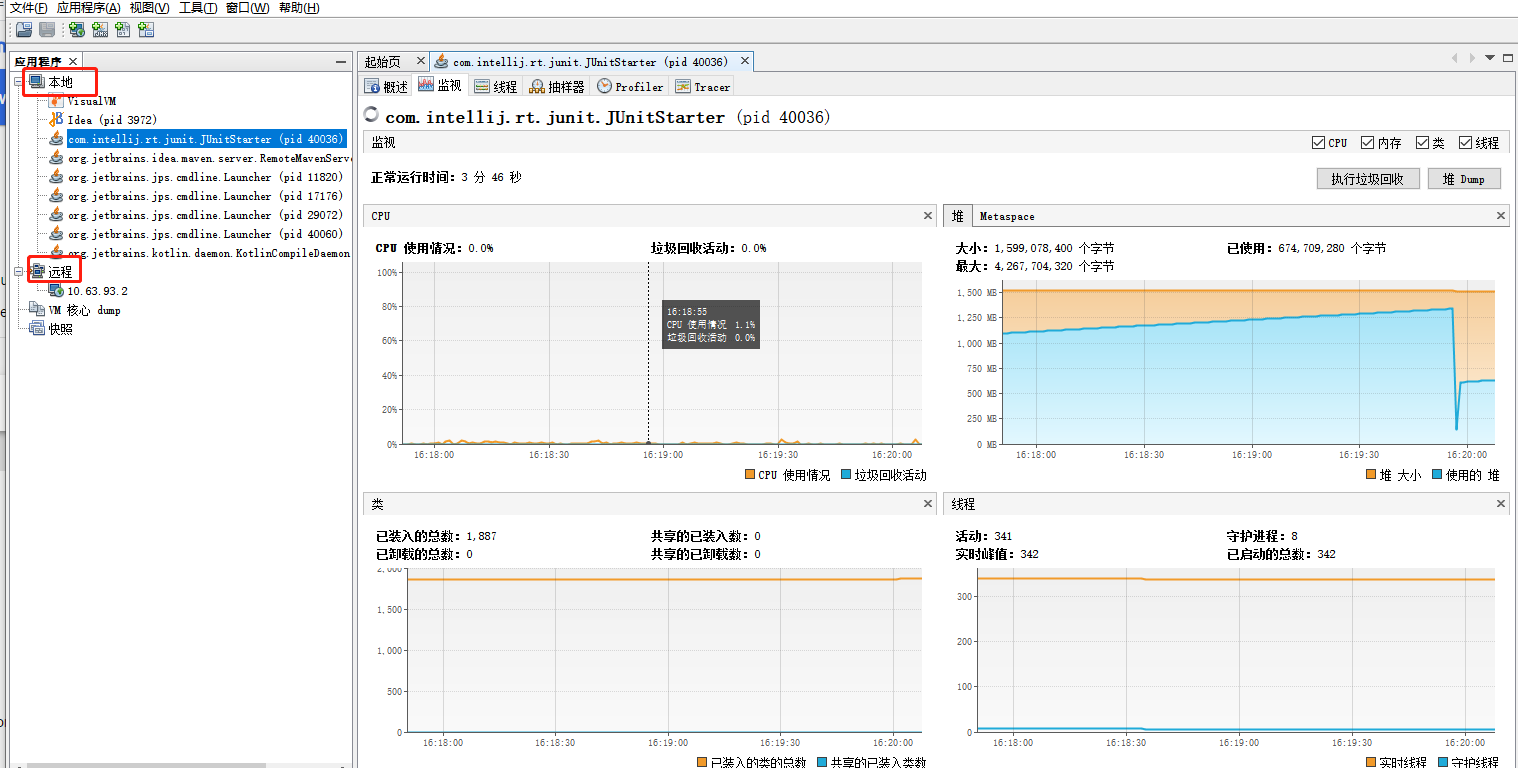 文件(F) 应用程序(A) 视图(V) 工具(T) 窗口(W) 帮助(H)
应用程序
本地
VisualVM
Idea (pid 3972)
com.intellij.rt.junit.JUnitStarter (pid 40036)
org.jetbrains.idea.maven.server.RemoteMavenServe
org.jetbrains.jps.cmdline.Launcher (pid 11820)
org.jetbrains.jps.cmdline.Launcher (pid 17176)
org.jetbrains.jps.cmdline.Launcher (pid 29072)
org.jetbrains.jps.cmdline.Launcher (pid 40060)
org.jetbrains.kotlin.daemon.KotlinCompileDaemon
远程
10.63.93.2
VM 核心 dump
快照
起始页 com.intellij.rt.junit.JUnitStarter (pid 40036)
概述 监视 线程 抽样器 Profiler Tracer
com.intellij.rt.junit.JUnitStarter (pid 40036)
监视 CPU 内存 类 线程
正常运行时间: 3 分 46 秒 执行垃圾回收 堆 Dump
CPU
CPU 使用情况: 0.0% 垃圾回收活动: 0.0%
100%
80%
60%
40%
20%
0%
16:18:55
CPU 使用情况 1.1%
垃圾回收活动 0.0%
16:18:00 16:18:30 16:19:00 16:19:30 16:20:00
CPU 使用情况 垃圾回收活动
堆 Metaspace
大小: 1,599,078,400 个字节 已使用: 674,709,280 个字节
最大: 4,267,704,320 个字节
1,500 MB
1,250 MB
1,000 MB
750 MB
500 MB
250 MB
0 MB
16:18:00 16:18:30 16:19:00 16:19:30 16:20:00
堆 大小 使用的 堆
类
已装入的总数: 1,887 共享的已装入数: 0
已卸载的总数: 0 共享的已卸载数: 0
2,000
1,500
1,000
500
0
16:18:00 16:18:30 16:19:00 16:19:30 16:20:00
已装入的类的总数 共享的已装入类数
线程
活动: 341 守护进程: 8
实时峰值: 342 已启动的总数: 342
300
200
100
0
16:18:00 16:18:30 16:19:00 16:19:30 16:20:00
实时线程 守护线程